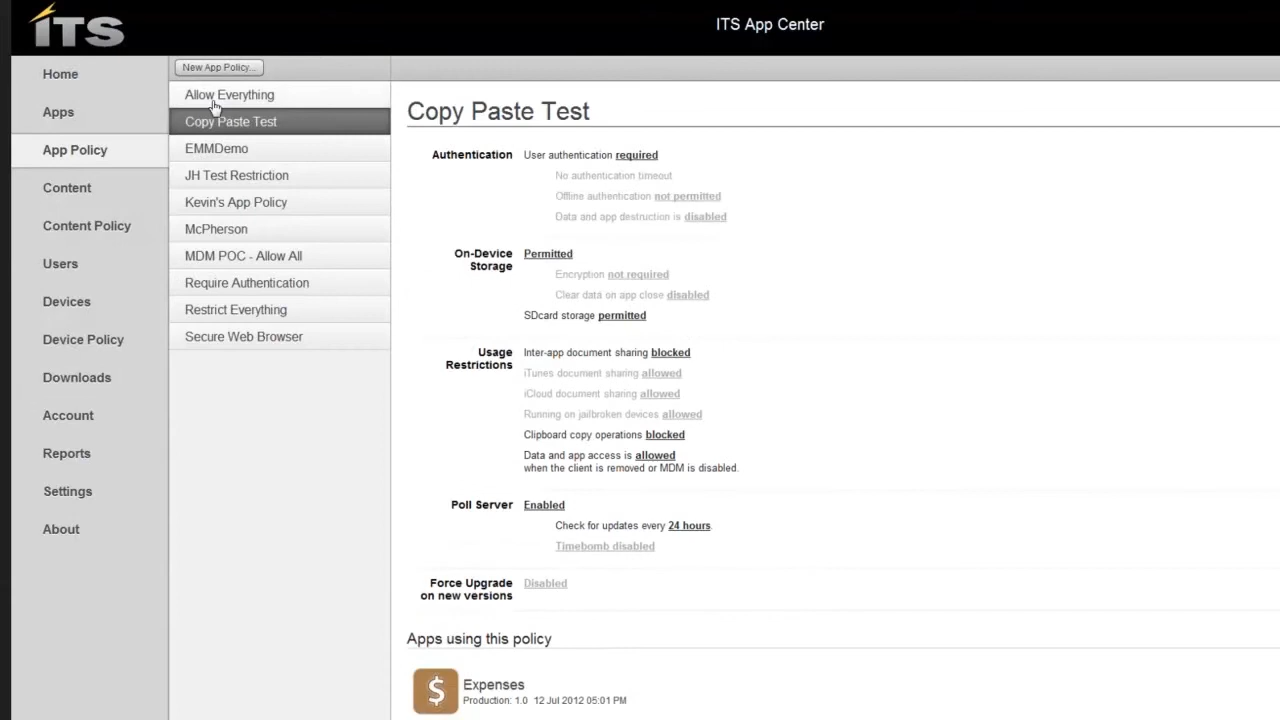 iTS
ITS App Center
Home
Apps
App Policy
Content
Content Policy
Users
Devices
Device Policy
Downloads
Account
Reports
Settings
About
New App Policy...
Allow Everything
Copy Paste Test
EMMDemo
JH Test Restriction
Kevin's App Policy
McPherson
MDM POC - Allow All
Require Authentication
Restrict Everything
Secure Web Browser
Copy Paste Test
Authentication User authentication required
No authentication timeout
Offline authentication not permitted
Data and app destruction is disabled
On-Device Storage Permitted
Encryption not required
Clear data on app close disabled
SDcard storage permitted
Usage Restrictions Inter-app document sharing blocked
iTunes document sharing allowed
iCloud document sharing allowed
Running on jailbroken devices allowed
Clipboard copy operations blocked
Data and app access is allowed
when the client is removed or MDM is disabled.
Poll Server Enabled
Check for updates every 24 hours.
Timebomb disabled
Force Upgrade on new versions Disabled
Apps using this policy
$
Expenses
Production: 1.0 12 Jul 2012 05:01 PM